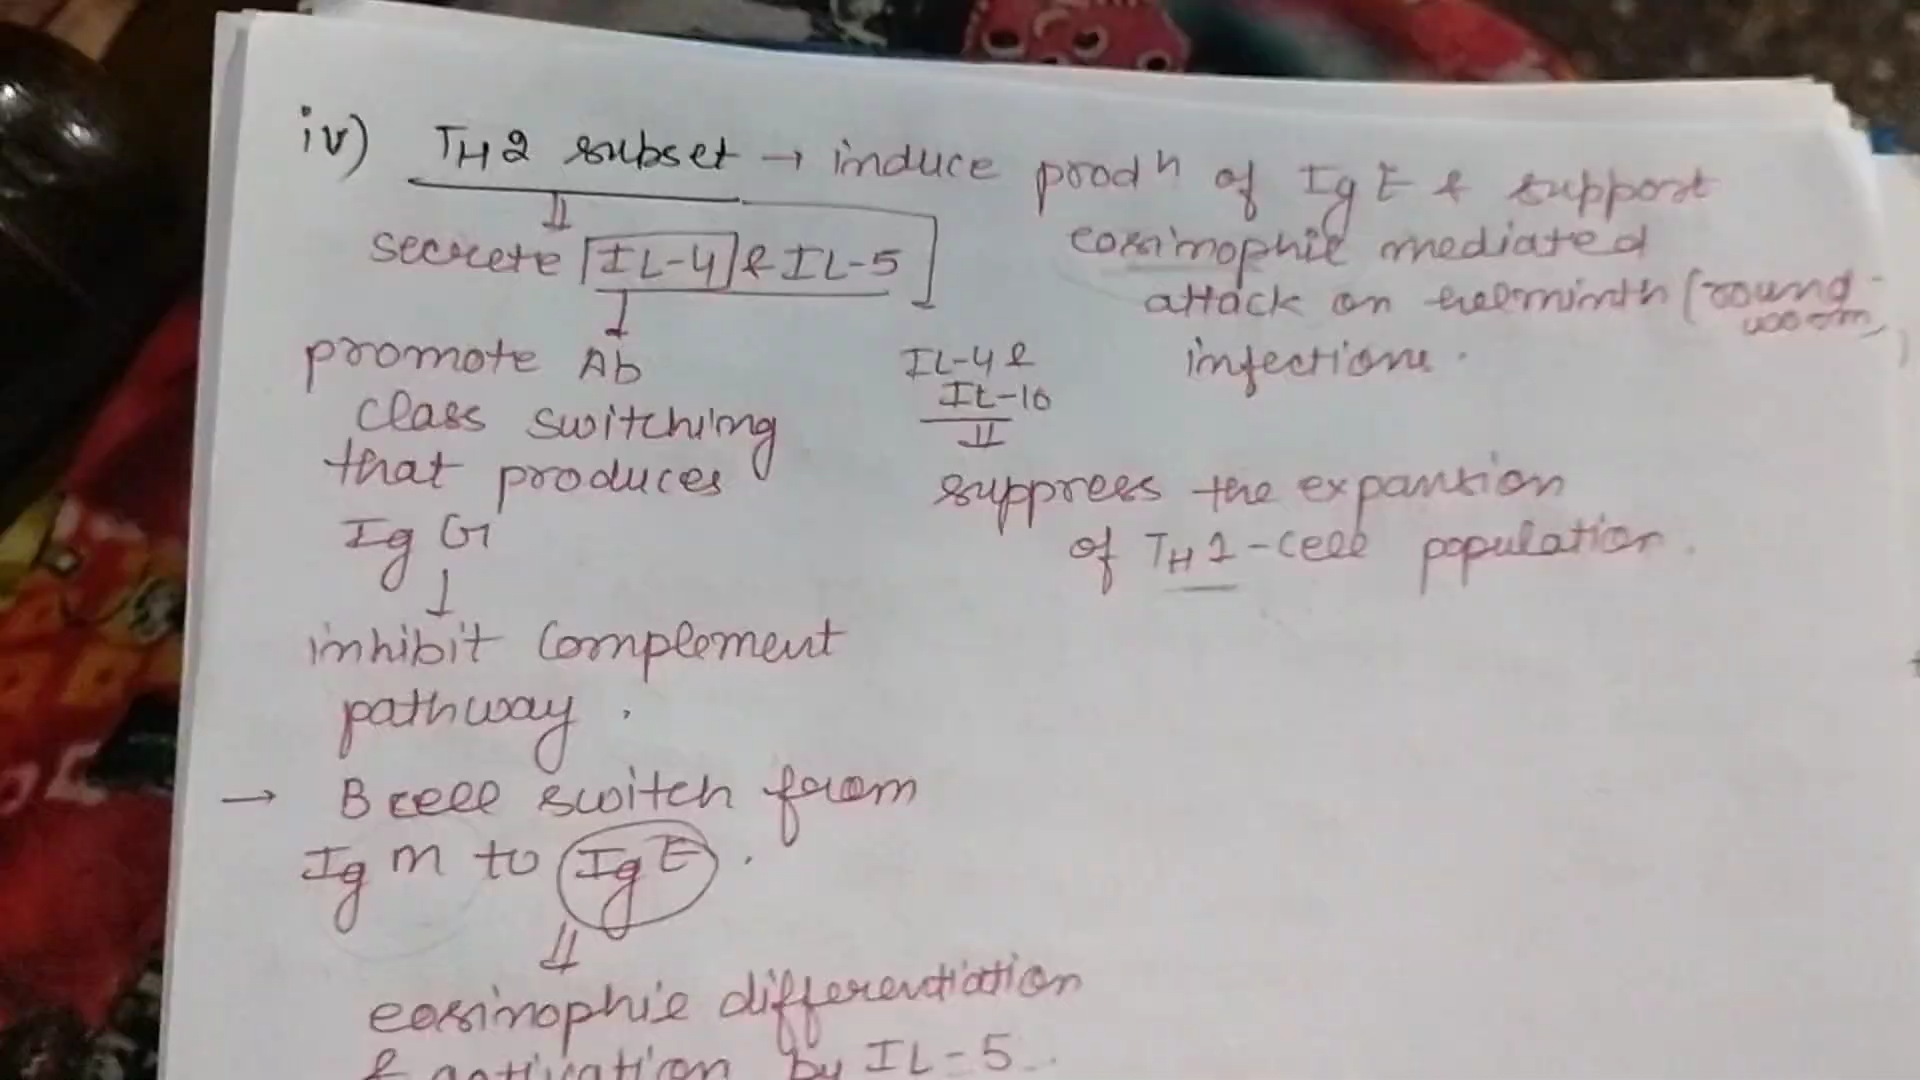 iv) TH2 subset → induce prodn of IgE & support
eosinophil mediated
attack on helminth (round-
worm)
infections.
secrete IL-4 & IL-5
promote Ab
class switching
that produces
IgG
inhibit complement
pathway.
→ B cell switch from
IgM to IgE.
eosinophil differentiation
& activation by IL-5.
IL-4 &
IL-10
suppress the expansion
of TH1-cell population.